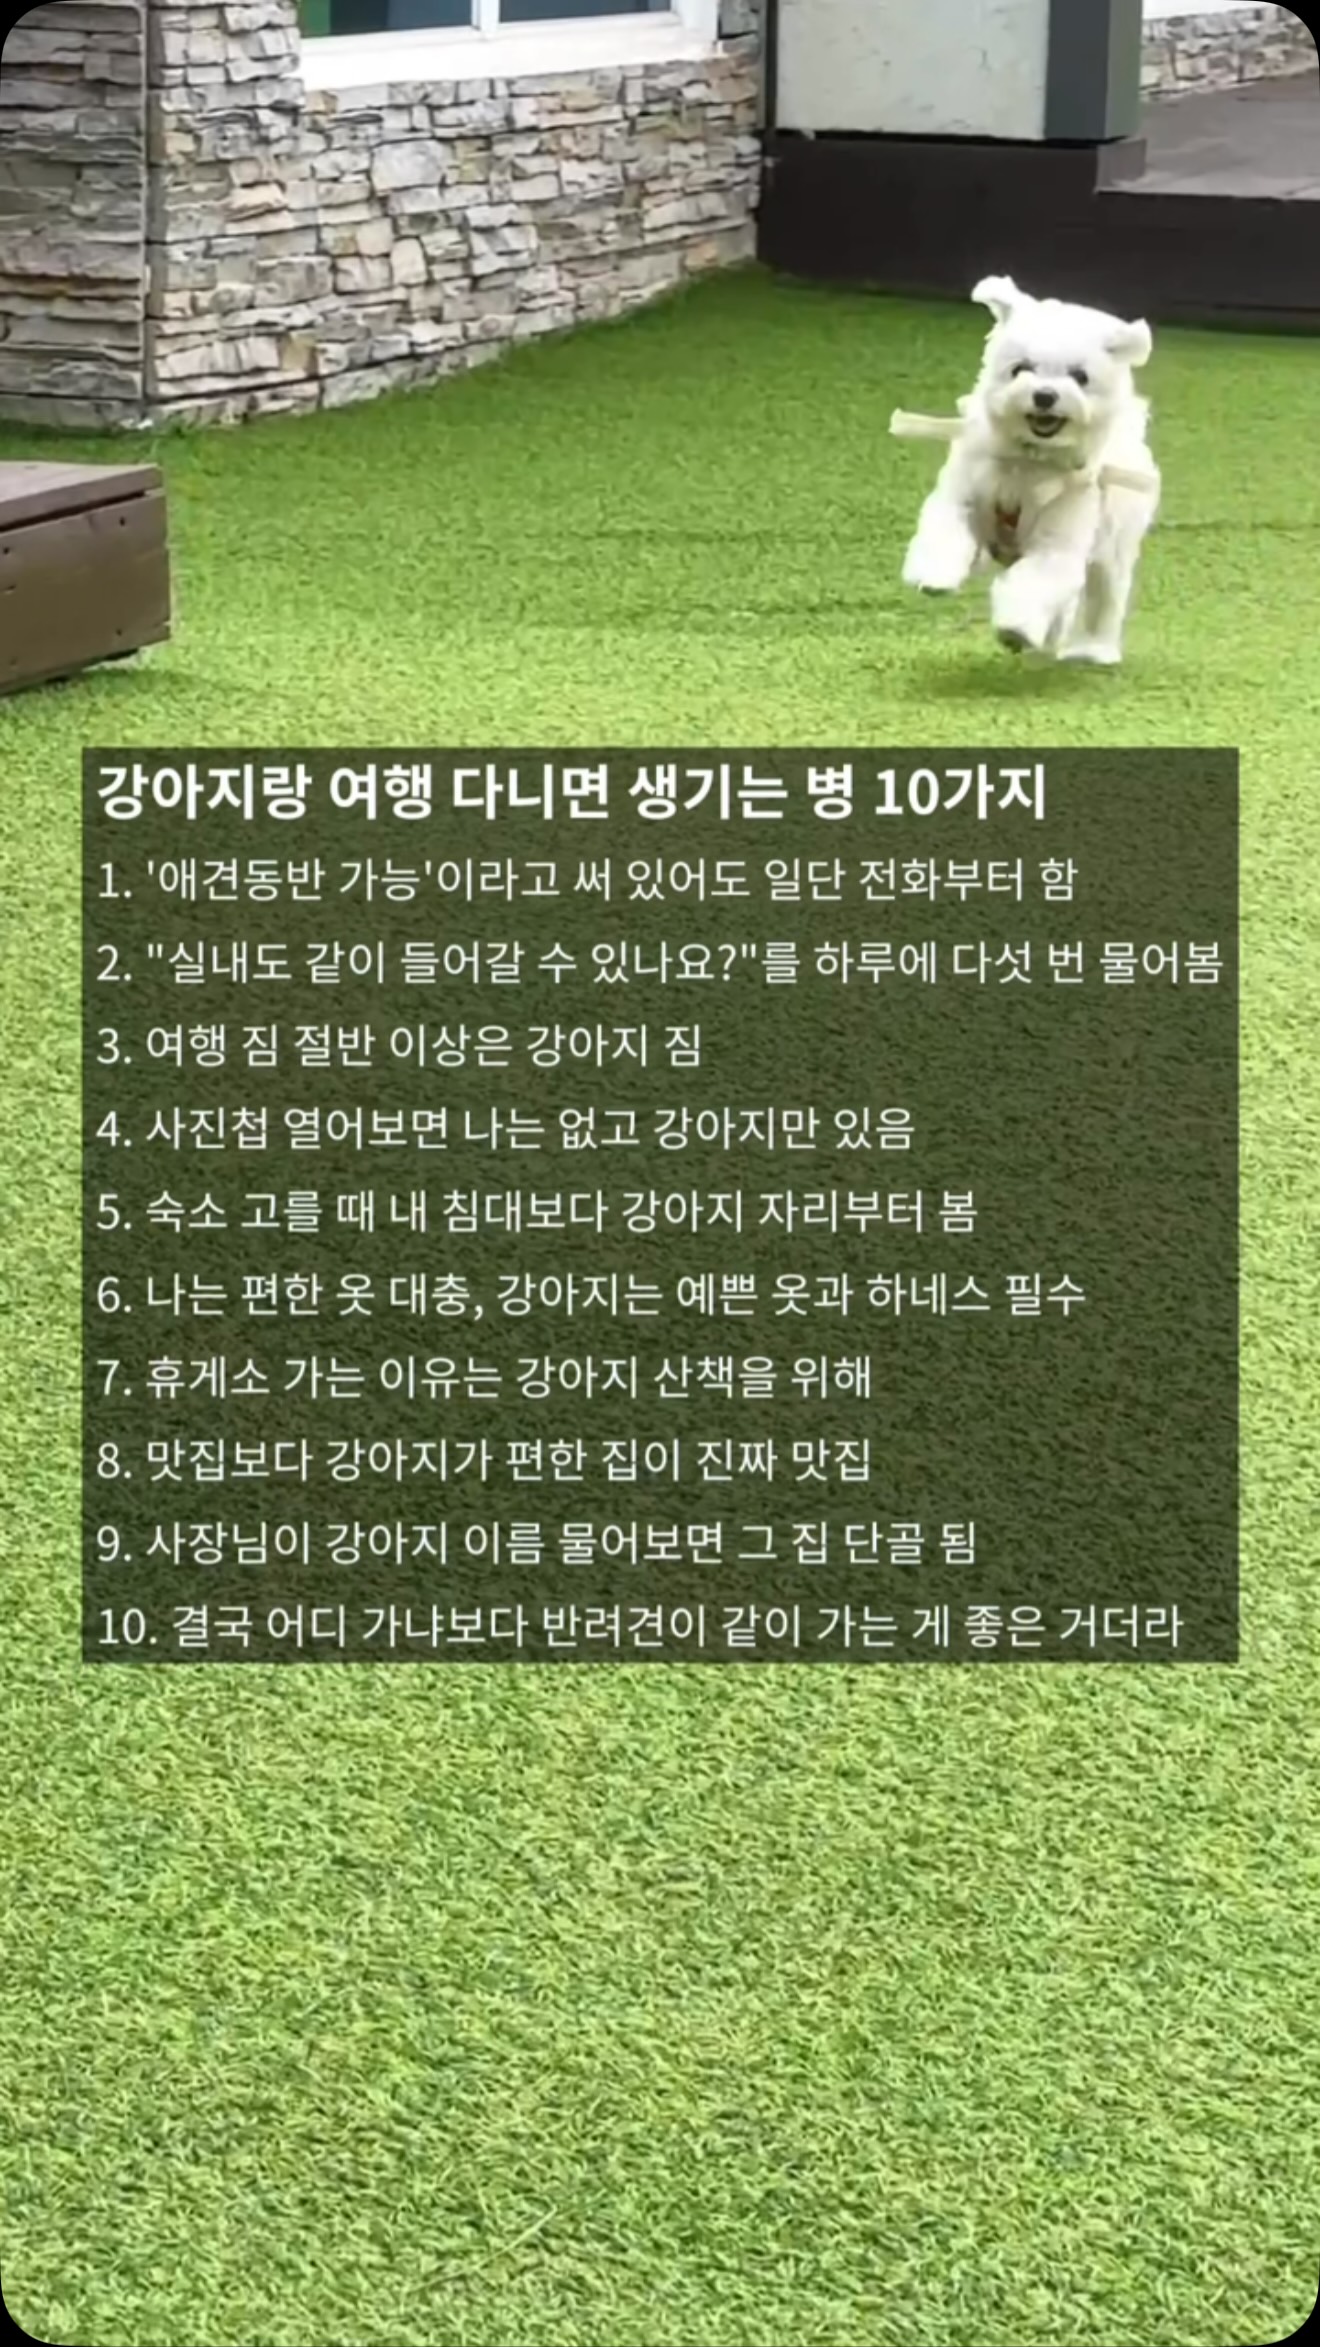 강아지랑 여행 다니면 생기는 병 10가지
1. '애견동반 가능'이라고 써 있어도 일단 전화부터 함
2. "실내도 같이 들어갈 수 있나요?"를 하루에 다섯 번 물어봄
3. 여행 짐 절반 이상은 강아지 짐
4. 사진첩 열어보면 나는 없고 강아지만 있음
5. 숙소 고를 때 내 침대보다 강아지 자리부터 봄
6. 나는 편한 옷 대충, 강아지는 예쁜 옷과 하네스 필수
7. 휴게소 가는 이유는 강아지 산책을 위해
8. 맛집보다 강아지가 편한 집이 진짜 맛집
9. 사장님이 강아지 이름 물어보면 그 집 단골 됨
10. 결국 어디 가냐보다 반려견이 같이 가는 게 좋은 거더라